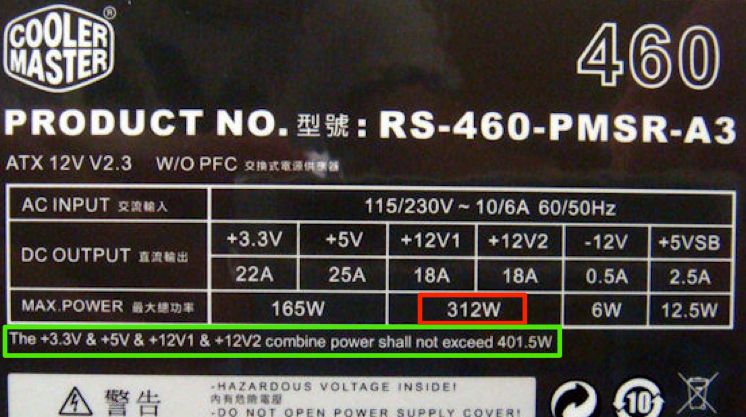 COOLER MASTER ®
460
PRODUCT NO. 型號 : RS-460-PMSR-A3
ATX 12V V2.3 W/O PFC 交換式電源供應器
AC INPUT 交流輸入 115/230V ~ 10/6A 60/50Hz
DC OUTPUT 直流輸出 +3.3V +5V +12V1 +12V2 -12V +5VSB
22A 25A 18A 18A 0.5A 2.5A
MAX.POWER 最大總功率 165W 312W 6W 12.5W
The +3.3V & +5V & +12V1 & +12V2 combine power shall not exceed 401.5W
警告
-HAZARDOUS VOLTAGE INSIDE!
內有危險電壓
-DO NOT OPEN POWER SUPPLY COVER!
10